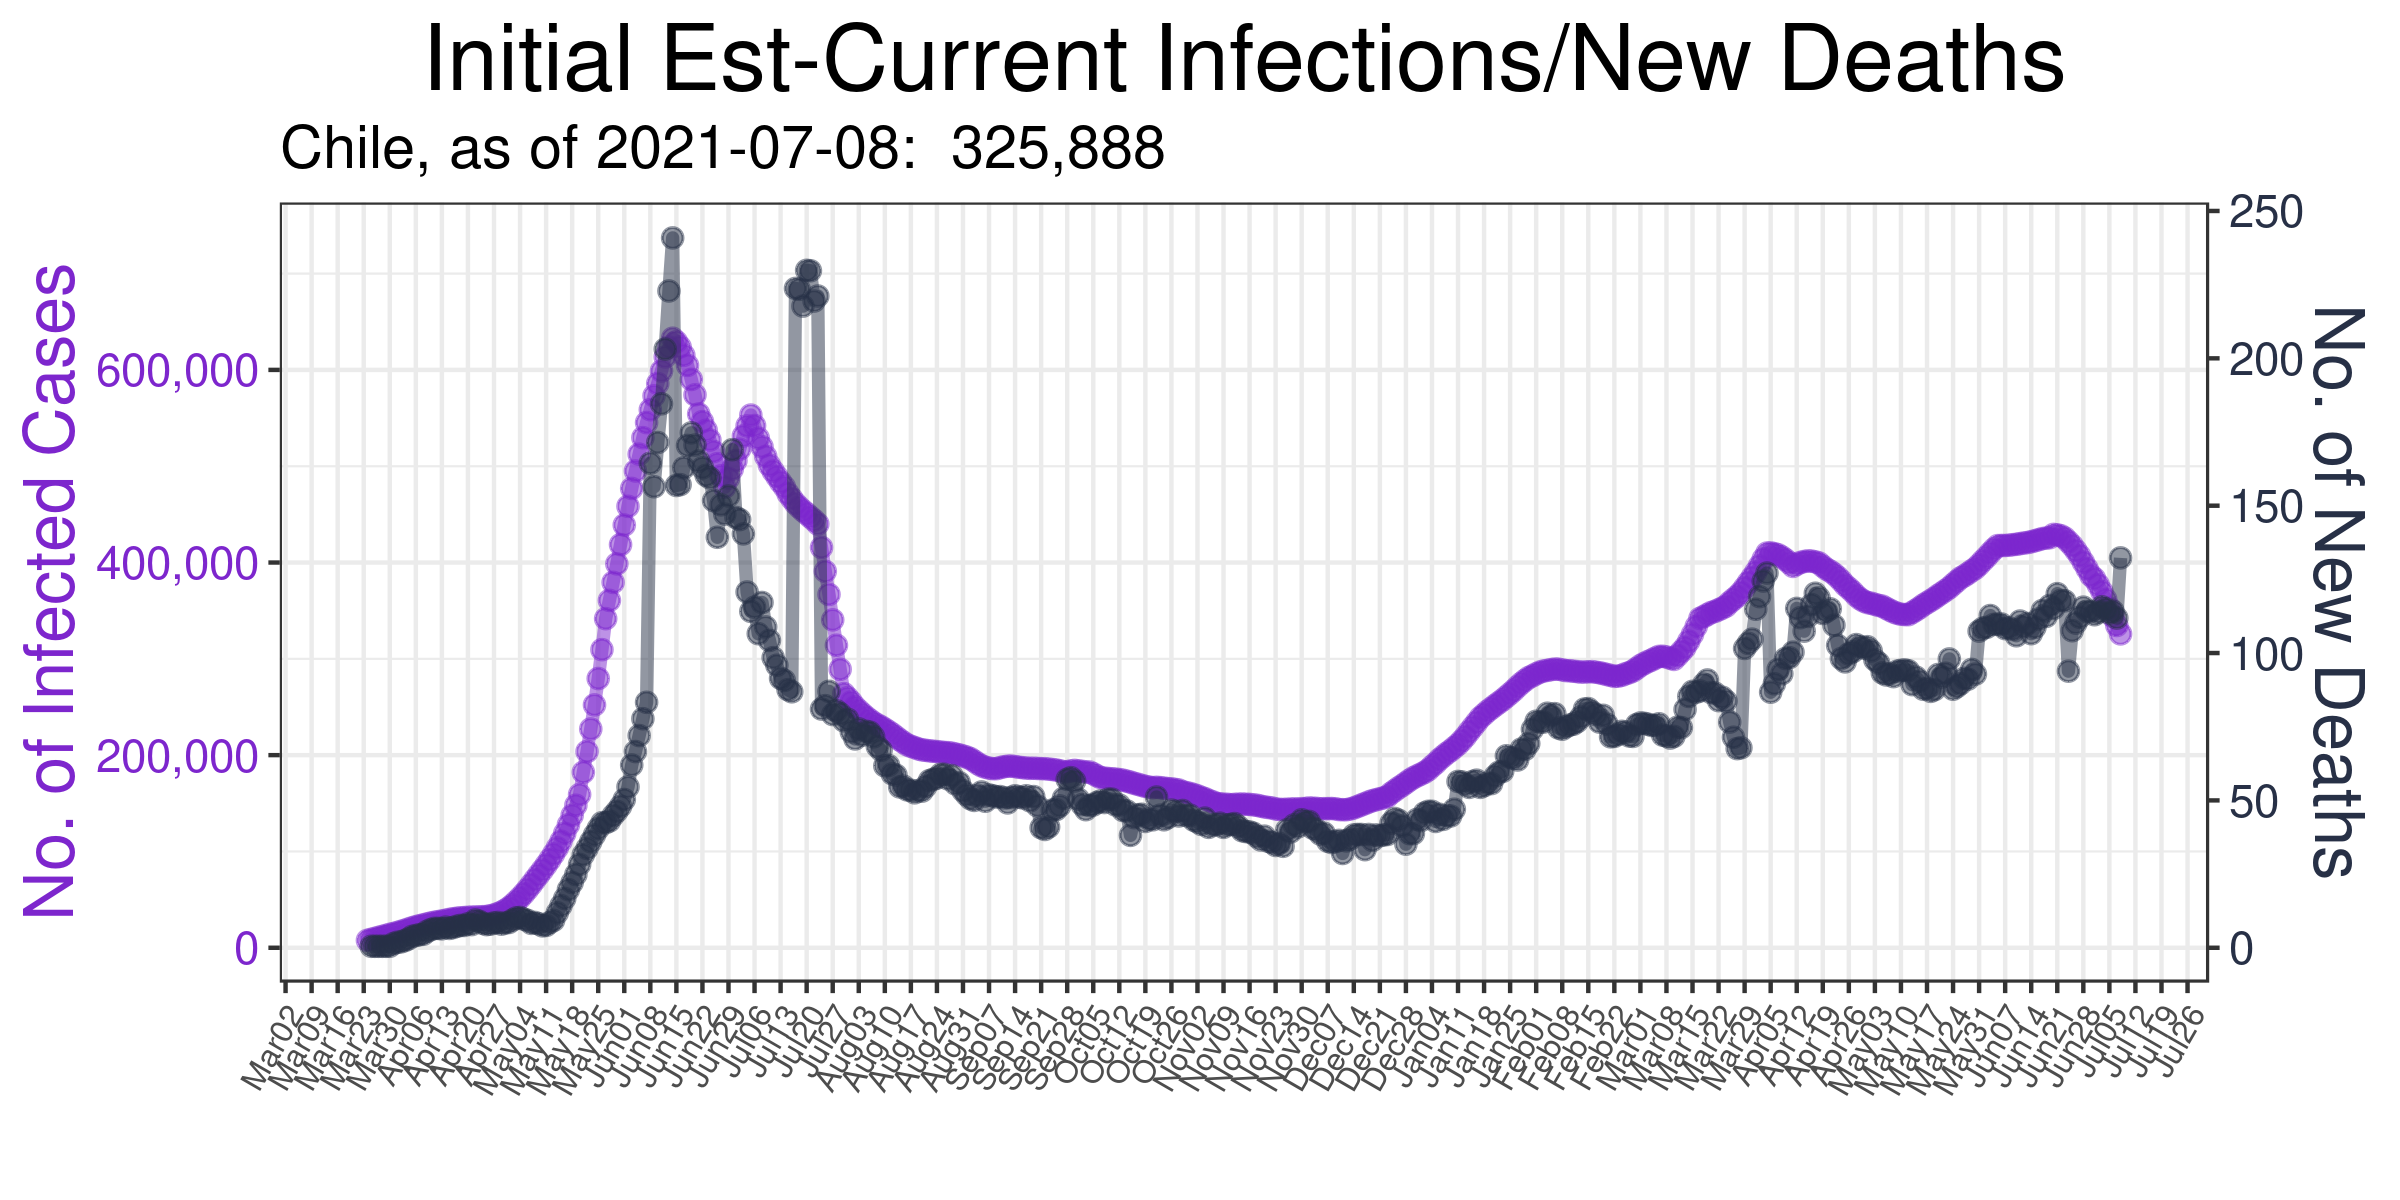 Initial Est-Current Infections/New Deaths
Chile, as of 2021-07-08:  325,888
No. of Infected Cases
600,000
400,000
200,000
0
250
200
150
100
50
0
No. of New Deaths
Mar02
Mar09
Mar16
Mar23
Mar30
Apr06
Apr13
Apr20
Apr27
May04
May11
May18
May25
Jun01
Jun08
Jun15
Jun22
Jun29
Jul06
Jul13
Jul20
Jul27
Aug03
Aug10
Aug17
Aug24
Aug31
Sep07
Sep14
Sep21
Sep28
Oct05
Oct12
Oct19
Oct26
Nov02
Nov09
Nov16
Nov23
Nov30
Dec07
Dec14
Dec21
Dec28
Jan04
Jan11
Jan18
Jan25
Feb01
Feb08
Feb15
Feb22
Mar01
Mar08
Mar15
Mar22
Mar29
Apr05
Apr12
Apr19
Apr26
May03
May10
May17
May24
May31
Jun07
Jun14
Jun21
Jun28
Jul05
Jul12
Jul19
Jul26